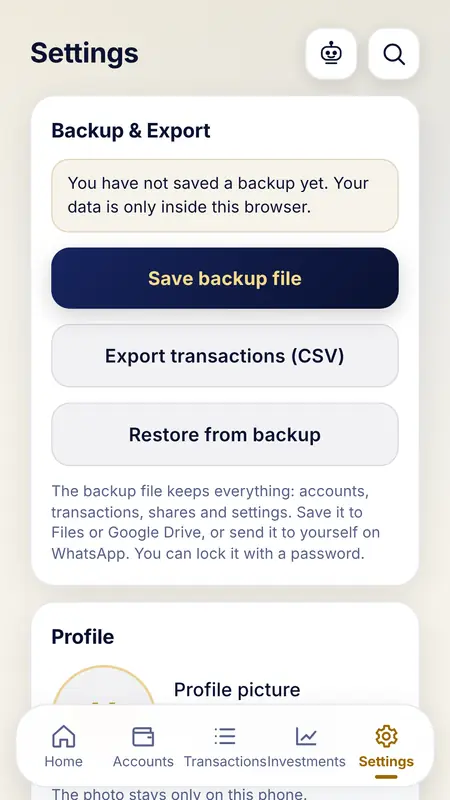 Settings
Backup & Export
You have not saved a backup yet. Your
data is only inside this browser.
Save backup file
Export transactions (CSV)
Restore from backup
The backup file keeps everything: accounts,
transactions, shares and settings. Save it to
Files or Google Drive, or send it to yourself on
WhatsApp. You can lock it with a password.
Profile
Profile picture
Home Accounts Transactions Investments Settings
The photo stays only on this phone.